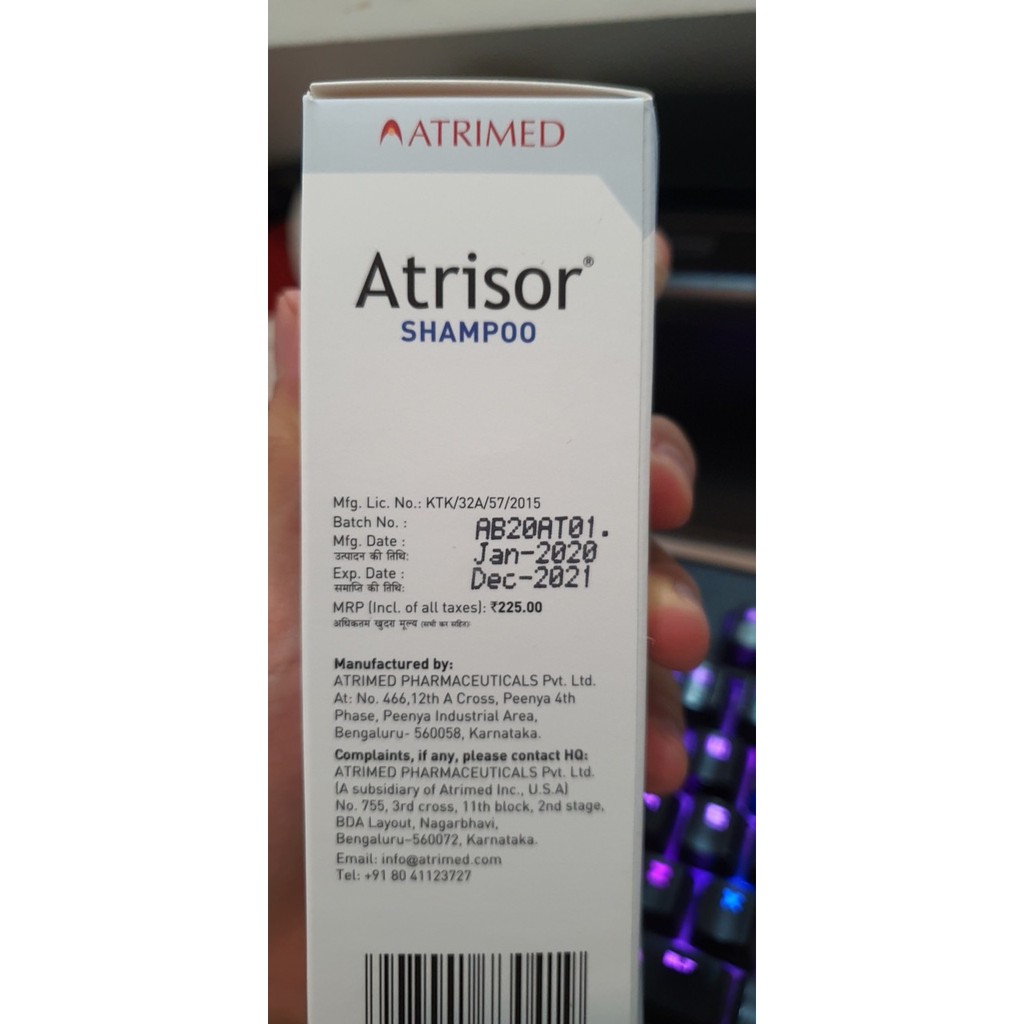 ATRIMED
Atrisor®
SHAMPOO
Mfg. Lic. No.: KTK/32A/57/2015
Batch No. : AB20AT01.
Mfg. Date : Jan-2020
उत्पादन की तिथि:
Exp. Date : Dec-2021
समाप्ति की तिथि:
MRP (Incl. of all taxes): ₹225.00
अधिकतम खुदरा मूल्य (सभी कर सहित):
Manufactured by:
ATRIMED PHARMACEUTICALS Pvt. Ltd.
At: No. 466,12th A Cross, Peenya 4th
Phase, Peenya Industrial Area,
Bengaluru- 560058, Karnataka.
Complaints, if any, please contact HQ:
ATRIMED PHARMACEUTICALS Pvt. Ltd.
(A subsidiary of Atrimed Inc., U.S.A)
No. 755, 3rd cross, 11th block, 2nd stage,
BDA Layout, Nagarbhavi,
Bengaluru-560072, Karnataka.
Email: info@atrimed.com
Tel: +91 80 41123727